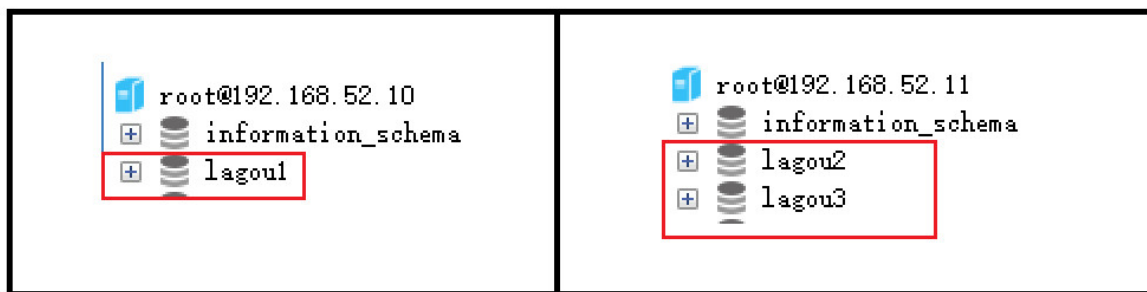 root@192.168.52.10
information_schema
lagou1
root@192.168.52.11
information_schema
lagou2
lagou3